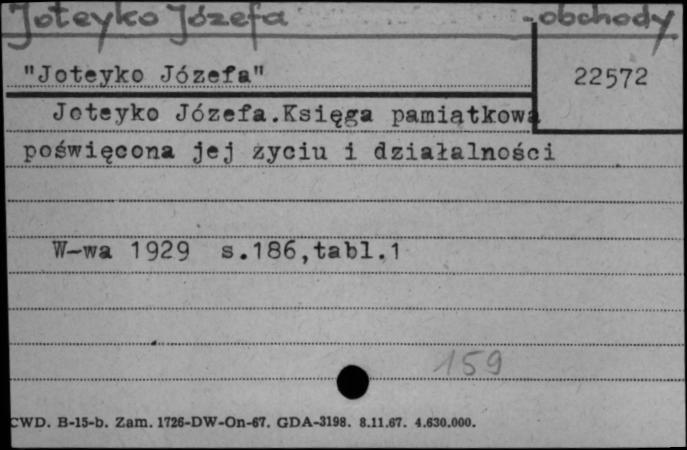 Joteyko Józefa - obchody
"Joteyko Józefa" 22572
Joteyko Józefa.Księga pamiątkowa
poświęcona jej życiu i działalności
W-wa 1929 s.186,tabl.1
159
CWD. B-15-b. Zam. 1726-DW-On-67. GDA-3198. 8.11.67. 4.630.000.